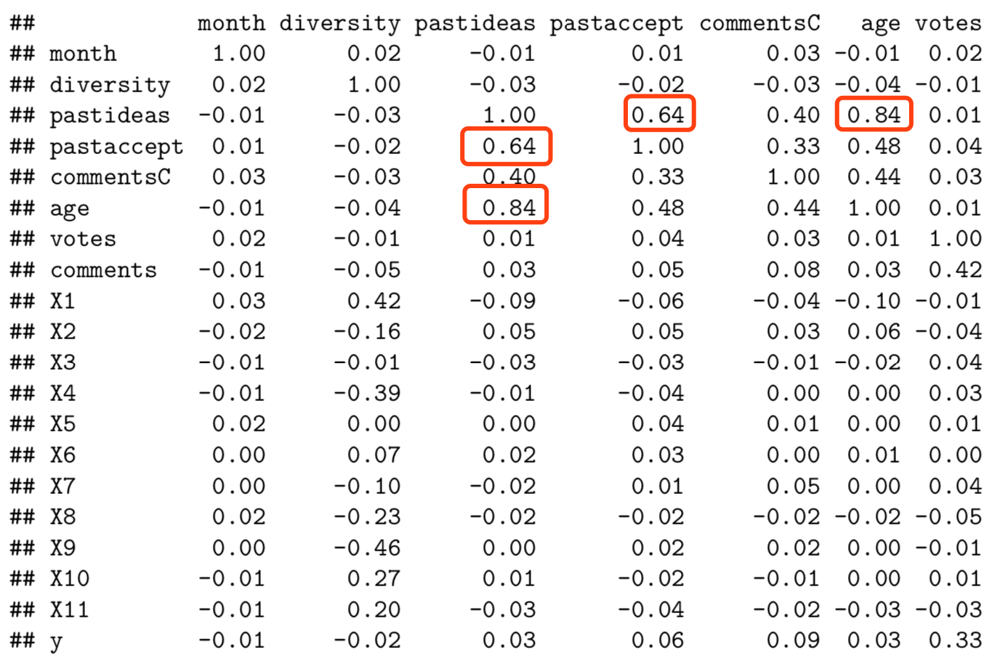 ## month diversity pastideas pastaccept commentsC age votes
## month 1.00 0.02 -0.01 0.01 0.03 -0.01 0.02
## diversity 0.02 1.00 -0.03 -0.02 -0.03 -0.04 -0.01
## pastideas -0.01 -0.03 1.00 0.64 0.40 0.84 0.01
## pastaccept 0.01 -0.02 0.64 1.00 0.33 0.48 0.04
## commentsC 0.03 -0.03 0.40 0.33 1.00 0.44 0.03
## age -0.01 -0.04 0.84 0.48 0.44 1.00 0.01
## votes 0.02 -0.01 0.01 0.04 0.03 0.01 1.00
## comments -0.01 -0.05 0.03 0.05 0.08 0.03 0.42
## X1 0.03 0.42 -0.09 -0.06 -0.04 -0.10 -0.01
## X2 -0.02 -0.16 0.05 0.05 0.03 0.06 -0.04
## X3 -0.01 -0.01 -0.03 -0.03 -0.01 -0.02 0.04
## X4 -0.01 -0.39 -0.01 -0.04 0.00 0.00 0.03
## X5 0.02 0.00 0.00 0.04 0.01 0.00 0.01
## X6 0.00 0.07 0.02 0.03 0.00 0.01 0.00
## X7 0.00 -0.10 -0.02 0.01 0.05 0.00 0.04
## X8 0.02 -0.23 -0.02 -0.02 -0.02 -0.02 -0.05
## X9 0.00 -0.46 0.00 0.02 0.02 0.00 -0.01
## X10 -0.01 0.27 0.01 -0.02 -0.01 0.00 0.01
## X11 -0.01 0.20 -0.03 -0.04 -0.02 -0.03 -0.03
## y -0.01 -0.02 0.03 0.06 0.09 0.03 0.33